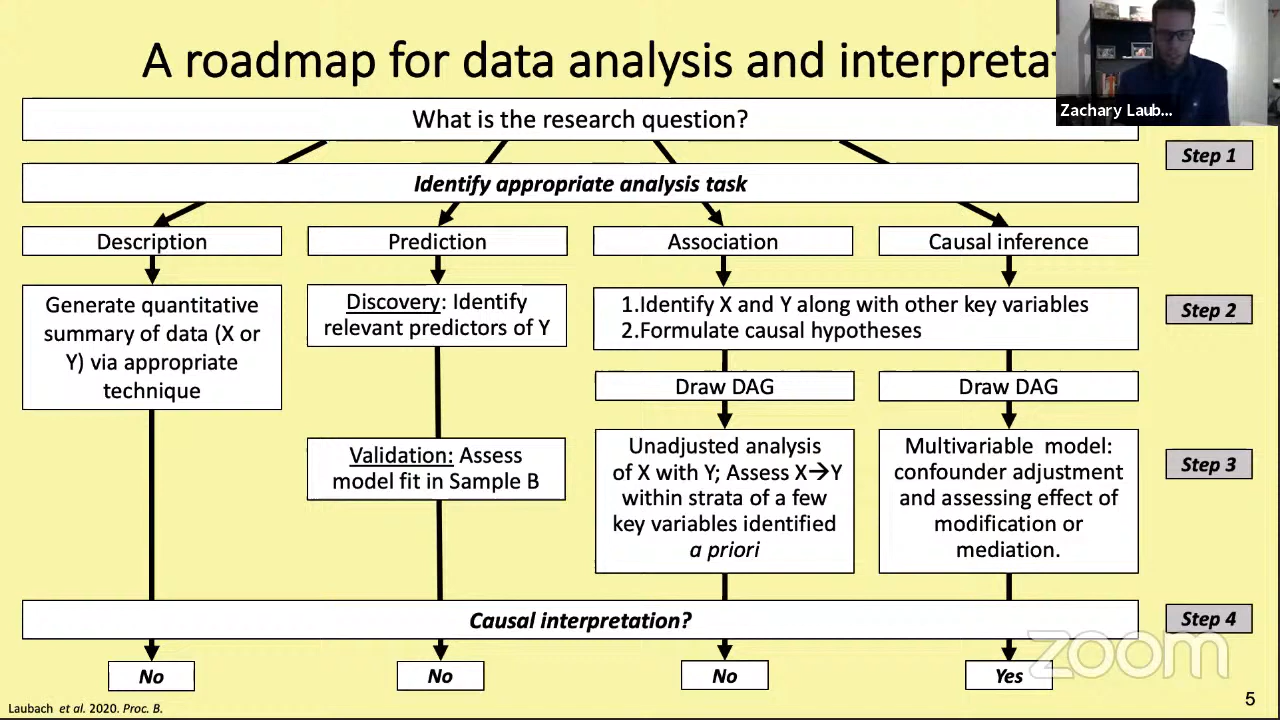 A roadmap for data analysis and
Zachary Laub...
What is the research question?
Step 1
Identify appropriate analysis task
Description
Prediction
Association
Causal inference
Generate quantitative
summary of data (X or
Y) via appropriate
technique
Discovery: Identify
relevant predictors of Y
1.Identify X and Y along with other key variables
2.Formulate causal hypotheses
Step 2
Draw DAG
Draw DAG
Validation: Assess
model fit in Sample B
Unadjusted analysis
of X with Y; Assess X→Y
within strata of a few
key variables identified
a priori
Multivariable model:
confounder adjustment
and assessing effect of
modification or
mediation.
Step 3
Causal interpretation?
Step 4
No
No
No
Yes
zoom
Laubach et al. 2020. Proc. B.
5